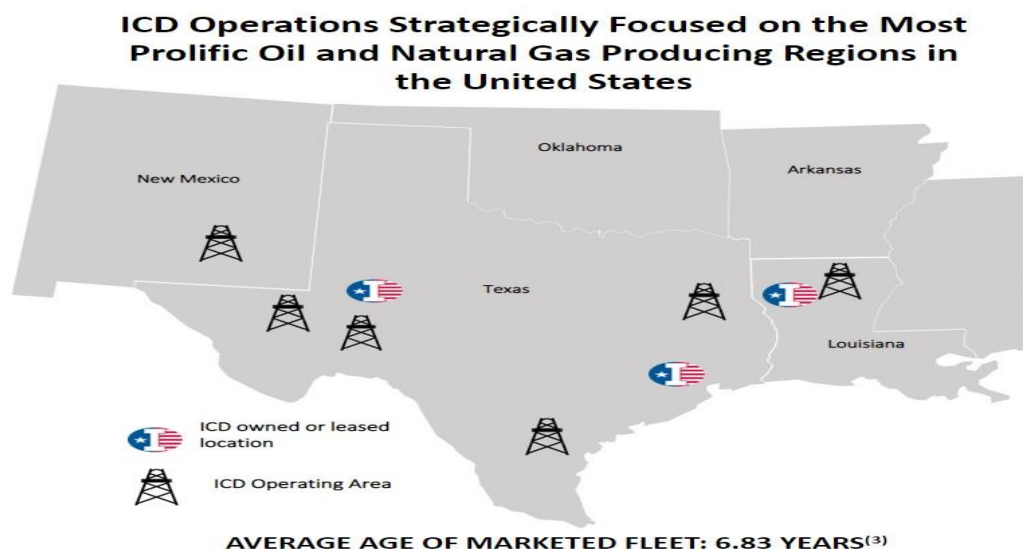 ICD Operations Strategically Focused on the Most
Prolific Oil and Natural Gas Producing Regions in
the United States
Oklahoma
Arkansas
New Mexico
Texas
Louisiana
ICD owned or leased
location
ICD Operating Area
AVERAGE AGE OF MARKETED FLEET: 6.83 YEARS(3)